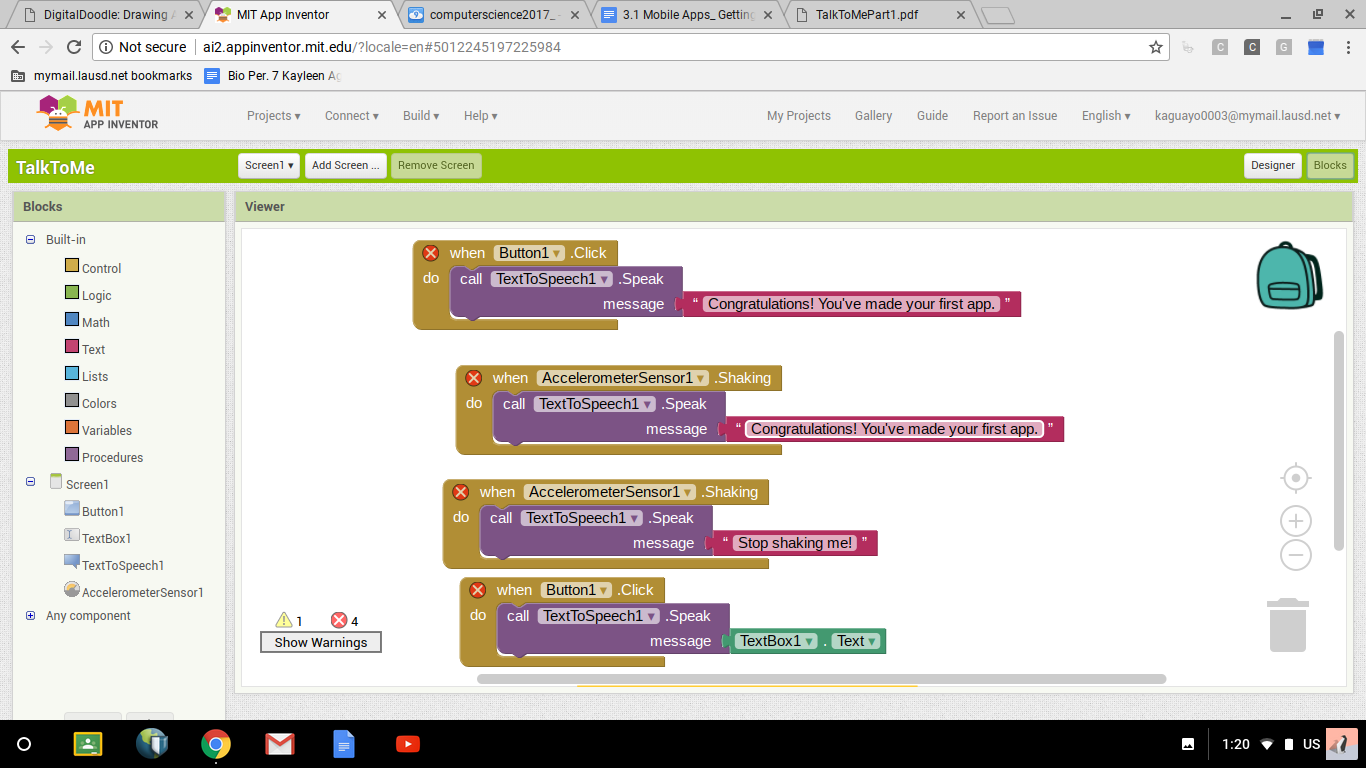 DigitalDoodle: Drawing
MIT App Inventor
computerscience2017_
3.1 Mobile Apps_ Getting
TalkToMePart1.pdf
Not secure
ai2.appinventor.mit.edu/?locale=en#5012245197225984
C
C
G
mymail.lausd.net bookmarks
Bio Per. 7 Kayleen
MIT
APP INVENTOR
Projects
Connect
Build
Help
My Projects
Gallery
Guide
Report an Issue
English
kaguayo0003@mymail.lausd.net
TalkToMe
Screen1
Add Screen ...
Remove Screen
Designer
Blocks
Blocks
Viewer
Built-in
Control
Logic
Math
Text
Lists
Colors
Variables
Procedures
Screen1
Button1
TextBox1
TextToSpeech1
AccelerometerSensor1
Any component
when Button1 .Click
do call TextToSpeech1 .Speak
message “ Congratulations! You've made your first app. ”
when AccelerometerSensor1 .Shaking
do call TextToSpeech1 .Speak
message “ Congratulations! You've made your first app. ”
when AccelerometerSensor1 .Shaking
do call TextToSpeech1 .Speak
message “ Stop shaking me! ”
when Button1 .Click
do call TextToSpeech1 .Speak
message TextBox1 . Text
1 4
Show Warnings
1:20 US